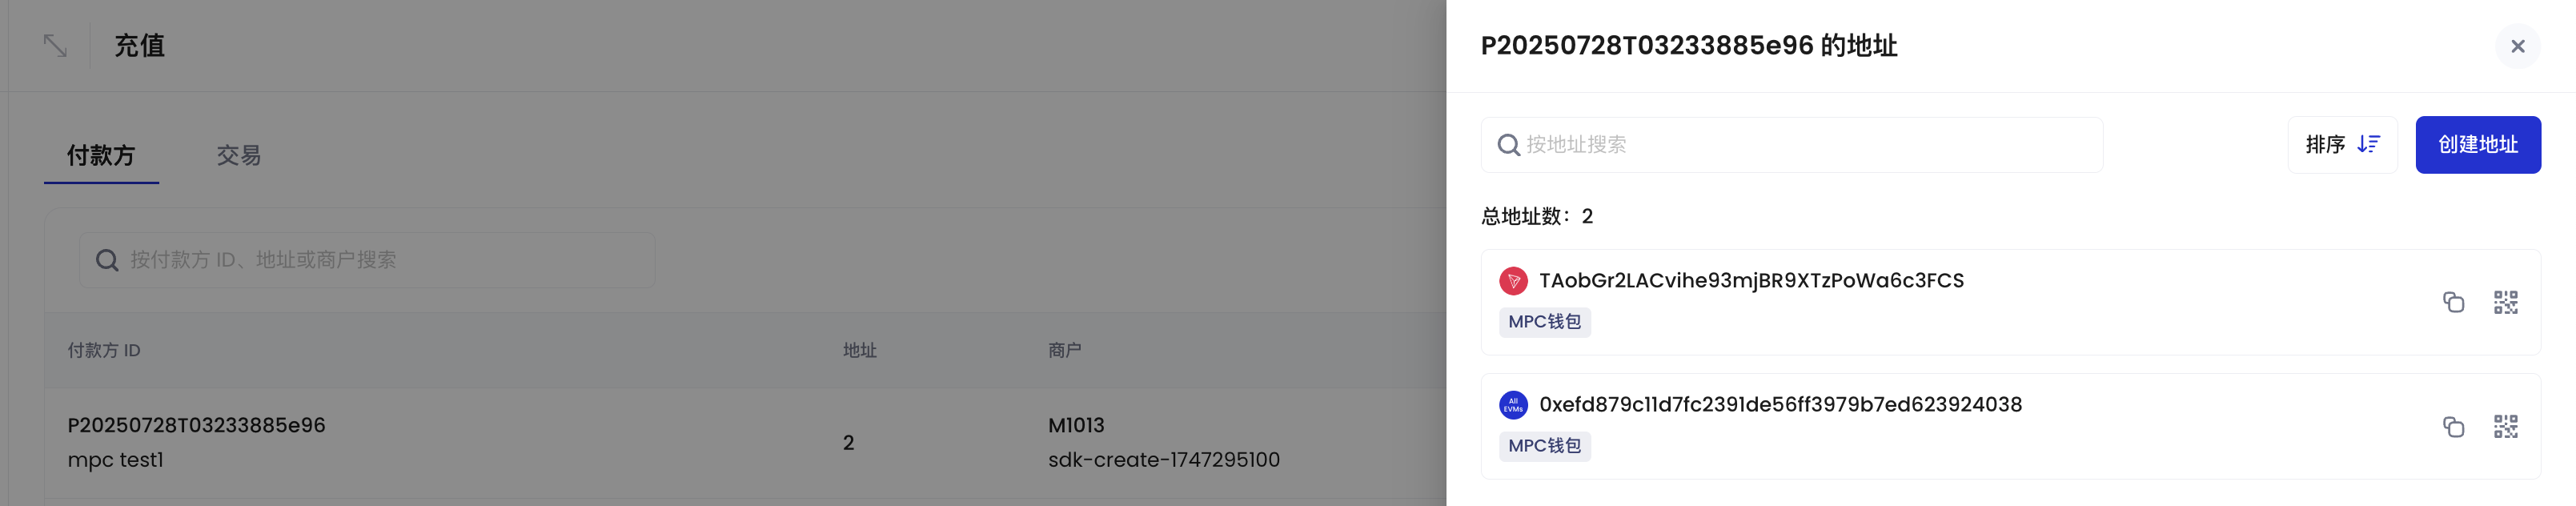 充值
付款方
交易
按付款方 ID、地址或商户搜索
付款方 ID
地址
商户
P20250728T03233885e96
mpc test1
2
M1013
sdk-create-1747295100
P20250728T03233885e96 的地址
按地址搜索
排序
创建地址
总地址数：2
TAobGr2LACvihe93mjBR9XTzPoWa6c3FCS
MPC钱包
All
EVMs
0xefd879c11d7fc2391de56ff3979b7ed623924038
MPC钱包